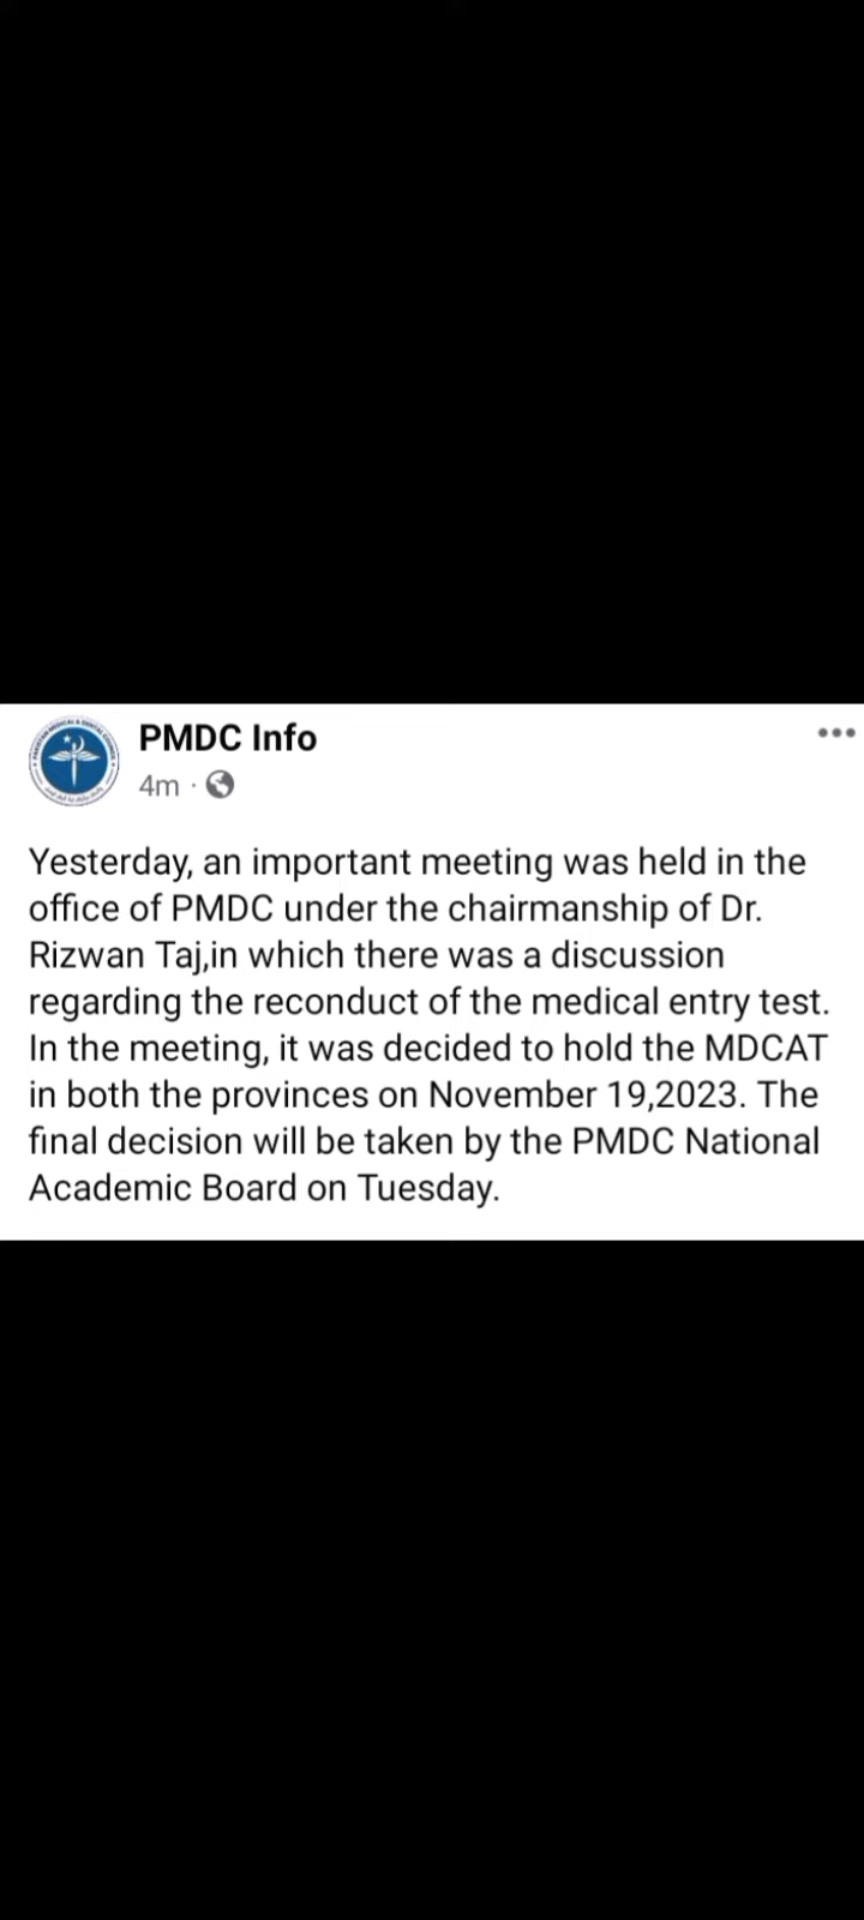 PMDC Info
4m ·
Yesterday, an important meeting was held in the
office of PMDC under the chairmanship of Dr.
Rizwan Taj,in which there was a discussion
regarding the reconduct of the medical entry test.
In the meeting, it was decided to hold the MDCAT
in both the provinces on November 19,2023. The
final decision will be taken by the PMDC National
Academic Board on Tuesday.